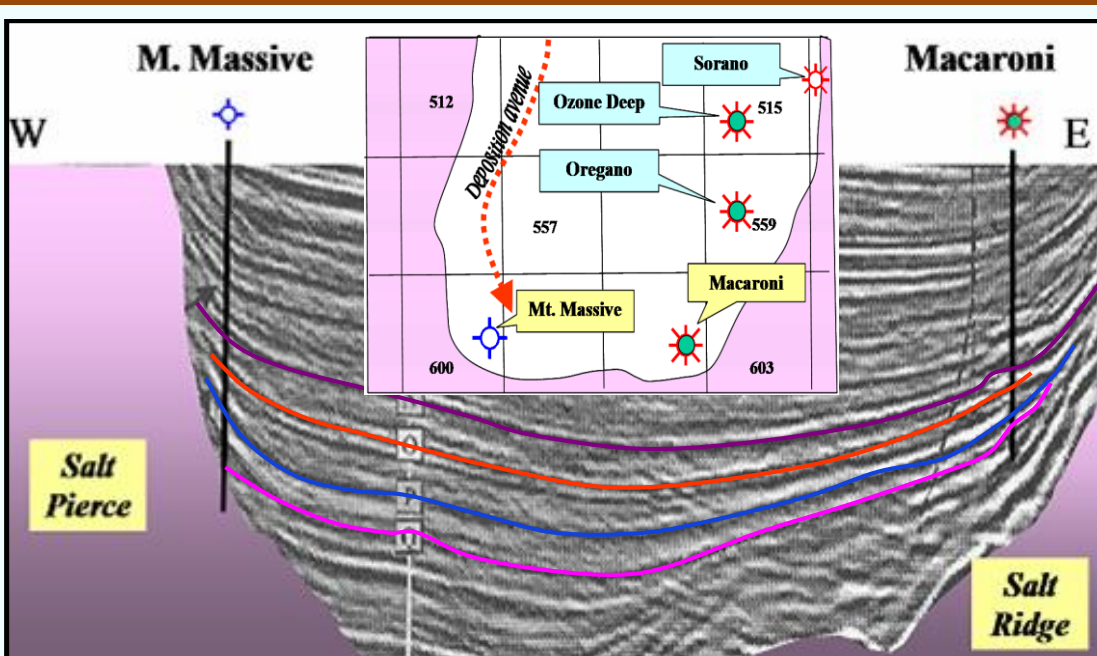 M. Massive
Macaroni
W
E
Sorano
512
Ozone Deep
515
Deposition avenue
Oregano
557
559
Macaroni
Mt. Massive
600
603
Salt
Pierce
Salt
Ridge